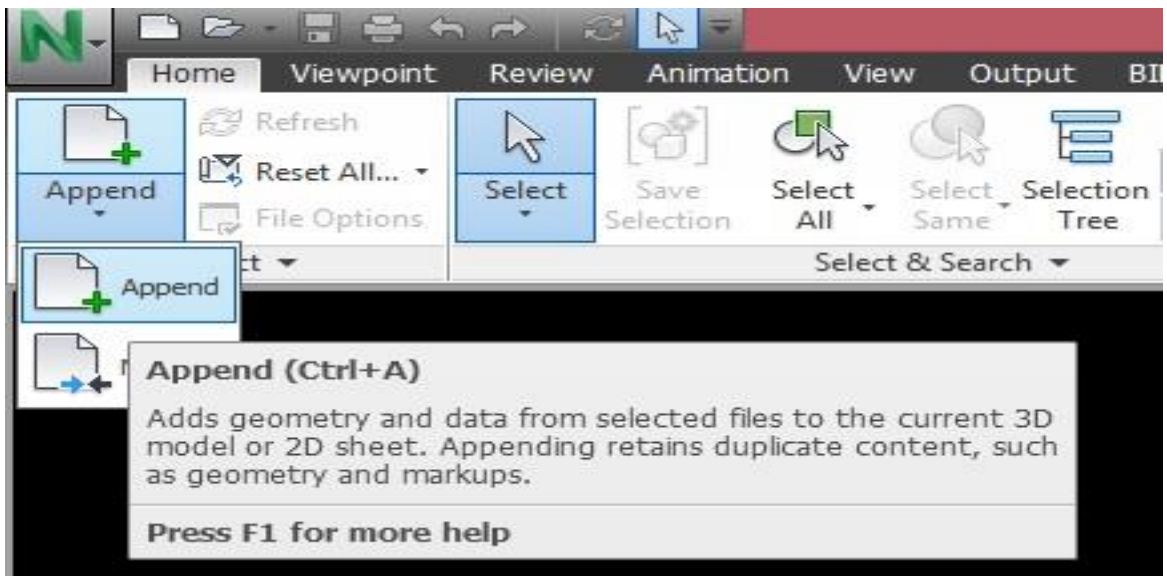 Home Viewpoint Review Animation View Output
Refresh
Reset All...
Append
File Options
Select
Save
Selection
Select
All
Select
Same
Selection
Tree
Select & Search
Append
Append (Ctrl+A)
Adds geometry and data from selected files to the current 3D
model or 2D sheet. Appending retains duplicate content, such
as geometry and markups.
Press F1 for more help